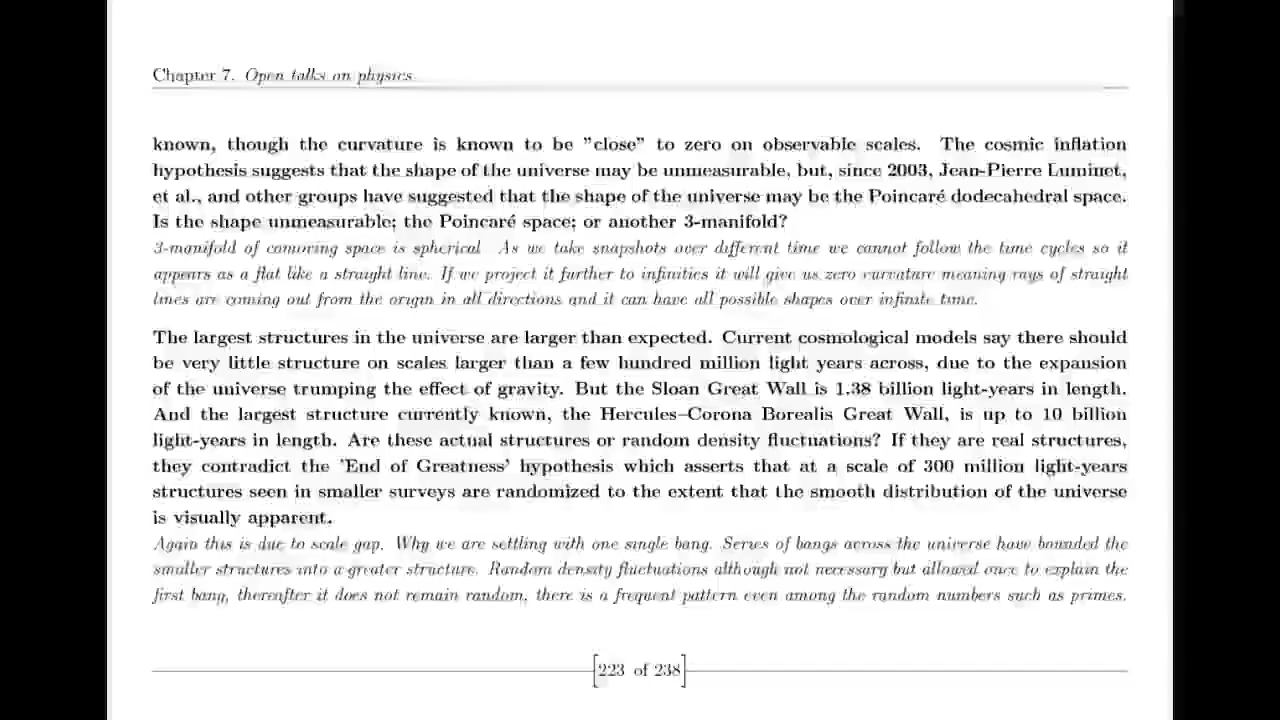 Chapter 7. Open talks on physics
known, though the curvature is known to be ”close” to zero on observable scales. The cosmic inflation
hypothesis suggests that the shape of the universe may be unmeasurable, but, since 2003, Jean-Pierre Luminet,
et al., and other groups have suggested that the shape of the universe may be the Poincaré dodecahedral space.
Is the shape unmeasurable; the Poincaré space; or another 3-manifold?
3-manifold of comoving space is spherical. As we take snapshots over different time we cannot follow the time cycles so it
appears as a flat like a straight line. If we project it further to infinities it will give us zero curvature meaning rays of straight
lines are coming out from the origin in all directions and it can have all possible shapes over infinite time.
The largest structures in the universe are larger than expected. Current cosmological models say there should
be very little structure on scales larger than a few hundred million light years across, due to the expansion
of the universe trumping the effect of gravity. But the Sloan Great Wall is 1.38 billion light-years in length.
And the largest structure currently known, the Hercules–Corona Borealis Great Wall, is up to 10 billion
light-years in length. Are these actual structures or random density fluctuations? If they are real structures,
they contradict the ’End of Greatness’ hypothesis which asserts that at a scale of 300 million light-years
structures seen in smaller surveys are randomized to the extent that the smooth distribution of the universe
is visually apparent.
Again this is due to scale gap. Why we are settling with one single bang. Series of bangs across the universe have bounded the
smaller structures into a greater structure. Random density fluctuations although not necessary but allowed once to explain the
first bang, thereafter it does not remain random, there is a frequent pattern even among the random numbers such as primes.
223 of 238